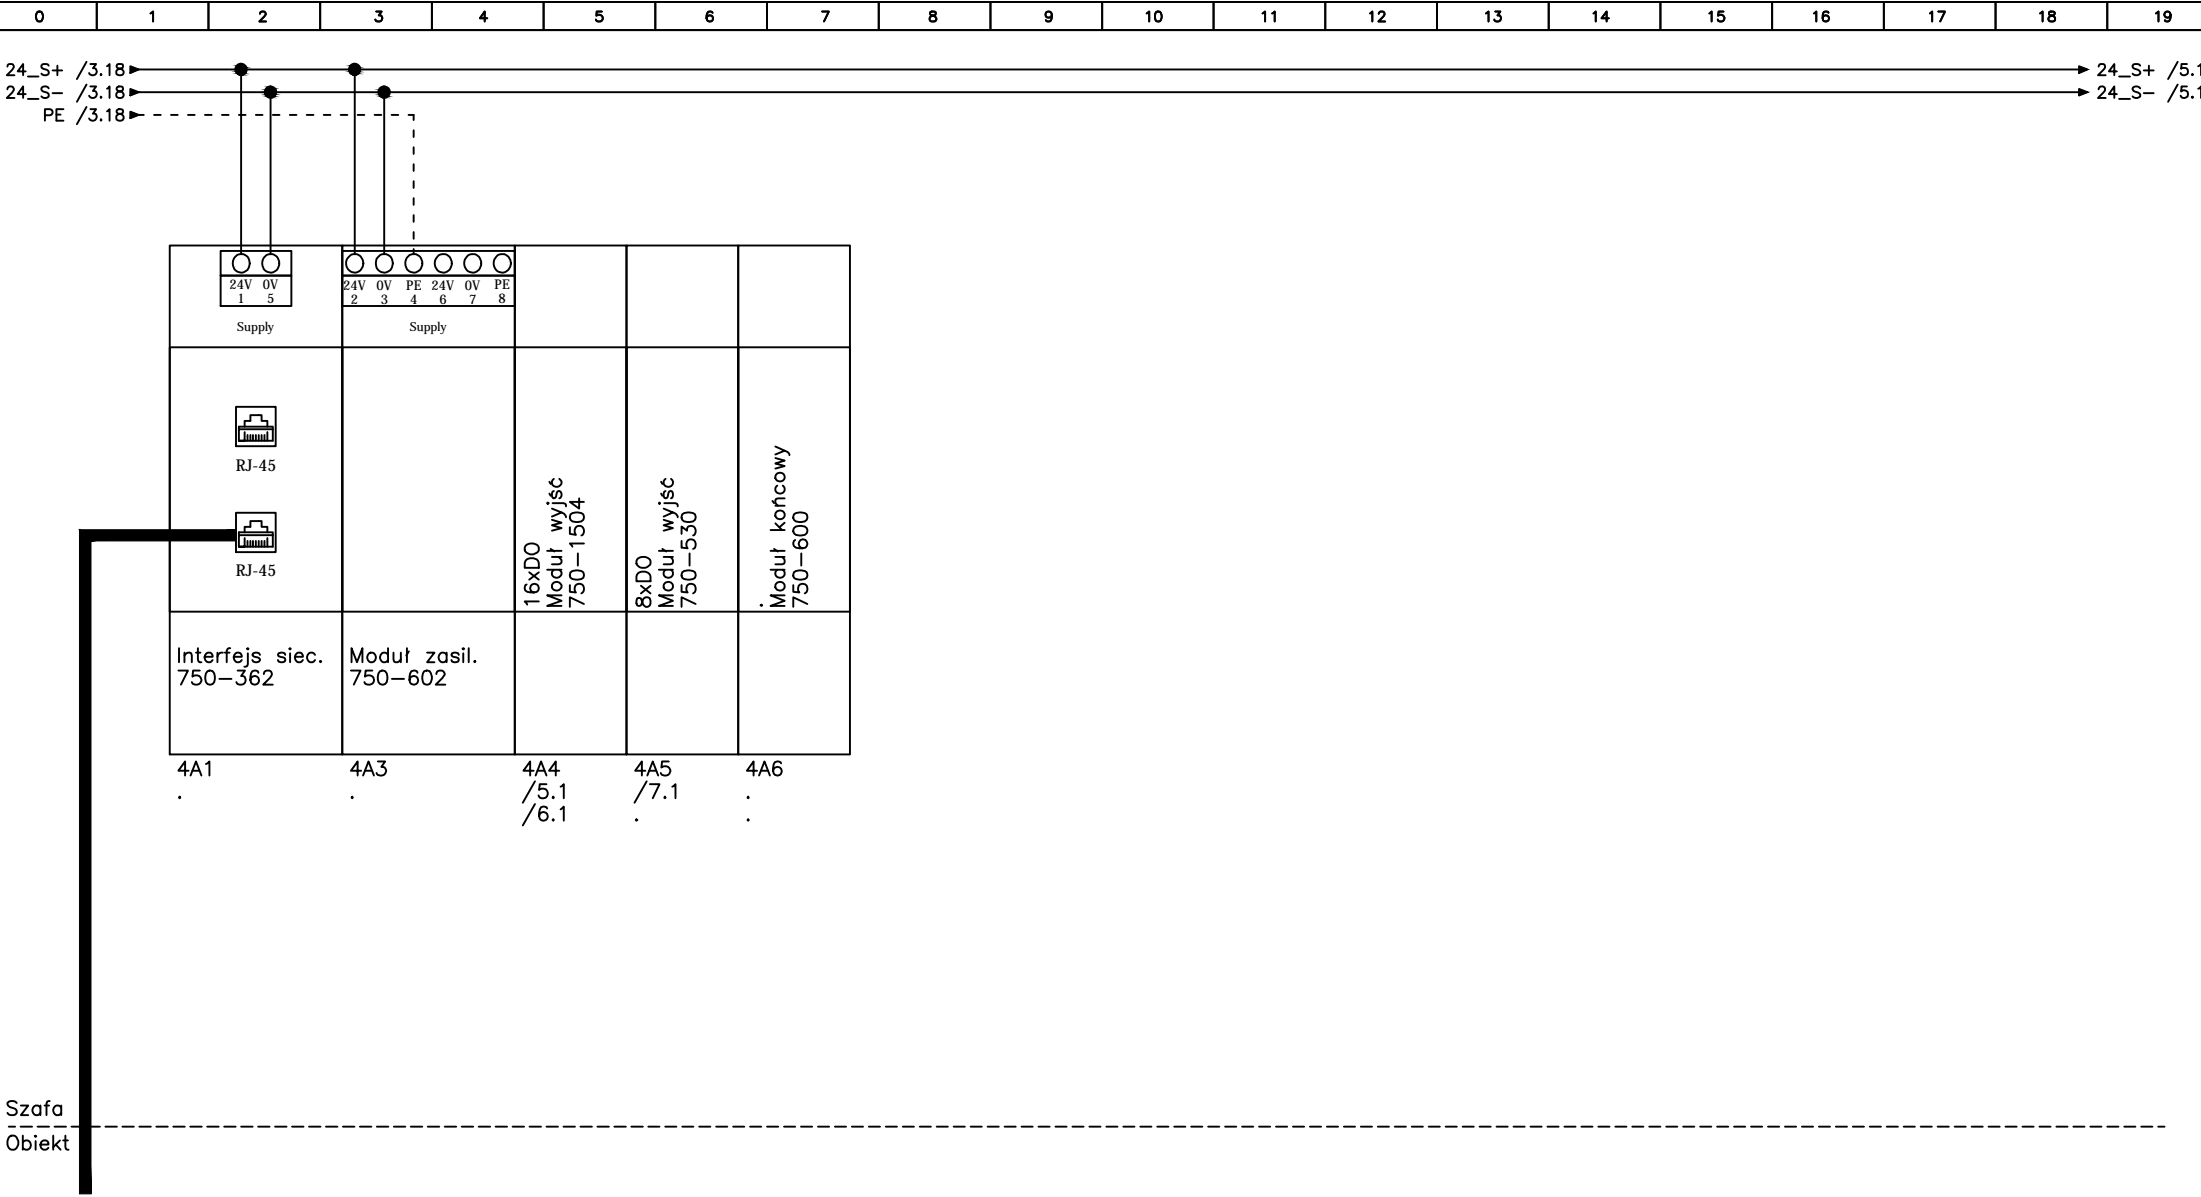 0 1 2 3 4 5 6 7 8 9 10 11 12 13 14 15 16 17 18 19
24_S+ /3.18
24_S+ /5.1
24_S- /3.18
24_S- /5.1
PE /3.18
24V 0V
1 5
Supply
24V 0V PE 24V 0V PE
2 3 4 6 7 8
Supply
RJ-45
RJ-45
16xDO
Moduł wyjść
750-1504
8xDO
Moduł wyjść
750-530
.
Moduł końcowy
750-600
Interfejs siec.
750-362
Moduł zasil.
750-602
4A1
.
4A3
.
4A4
/5.1
/6.1
4A5
/7.1
.
4A6
.
.
Szafa
Obiekt